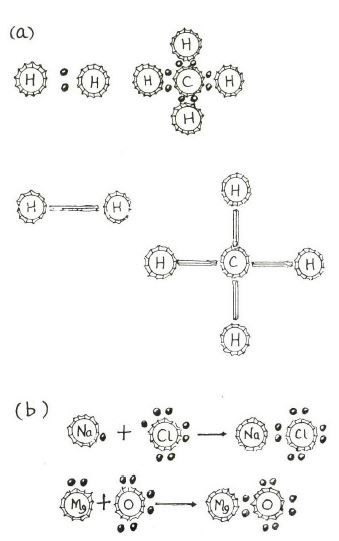 (a)
H H
H
H C H
H
H H
H
H C H
H
(b)
Na + Cl → Na Cl
Mg + O → Mg O